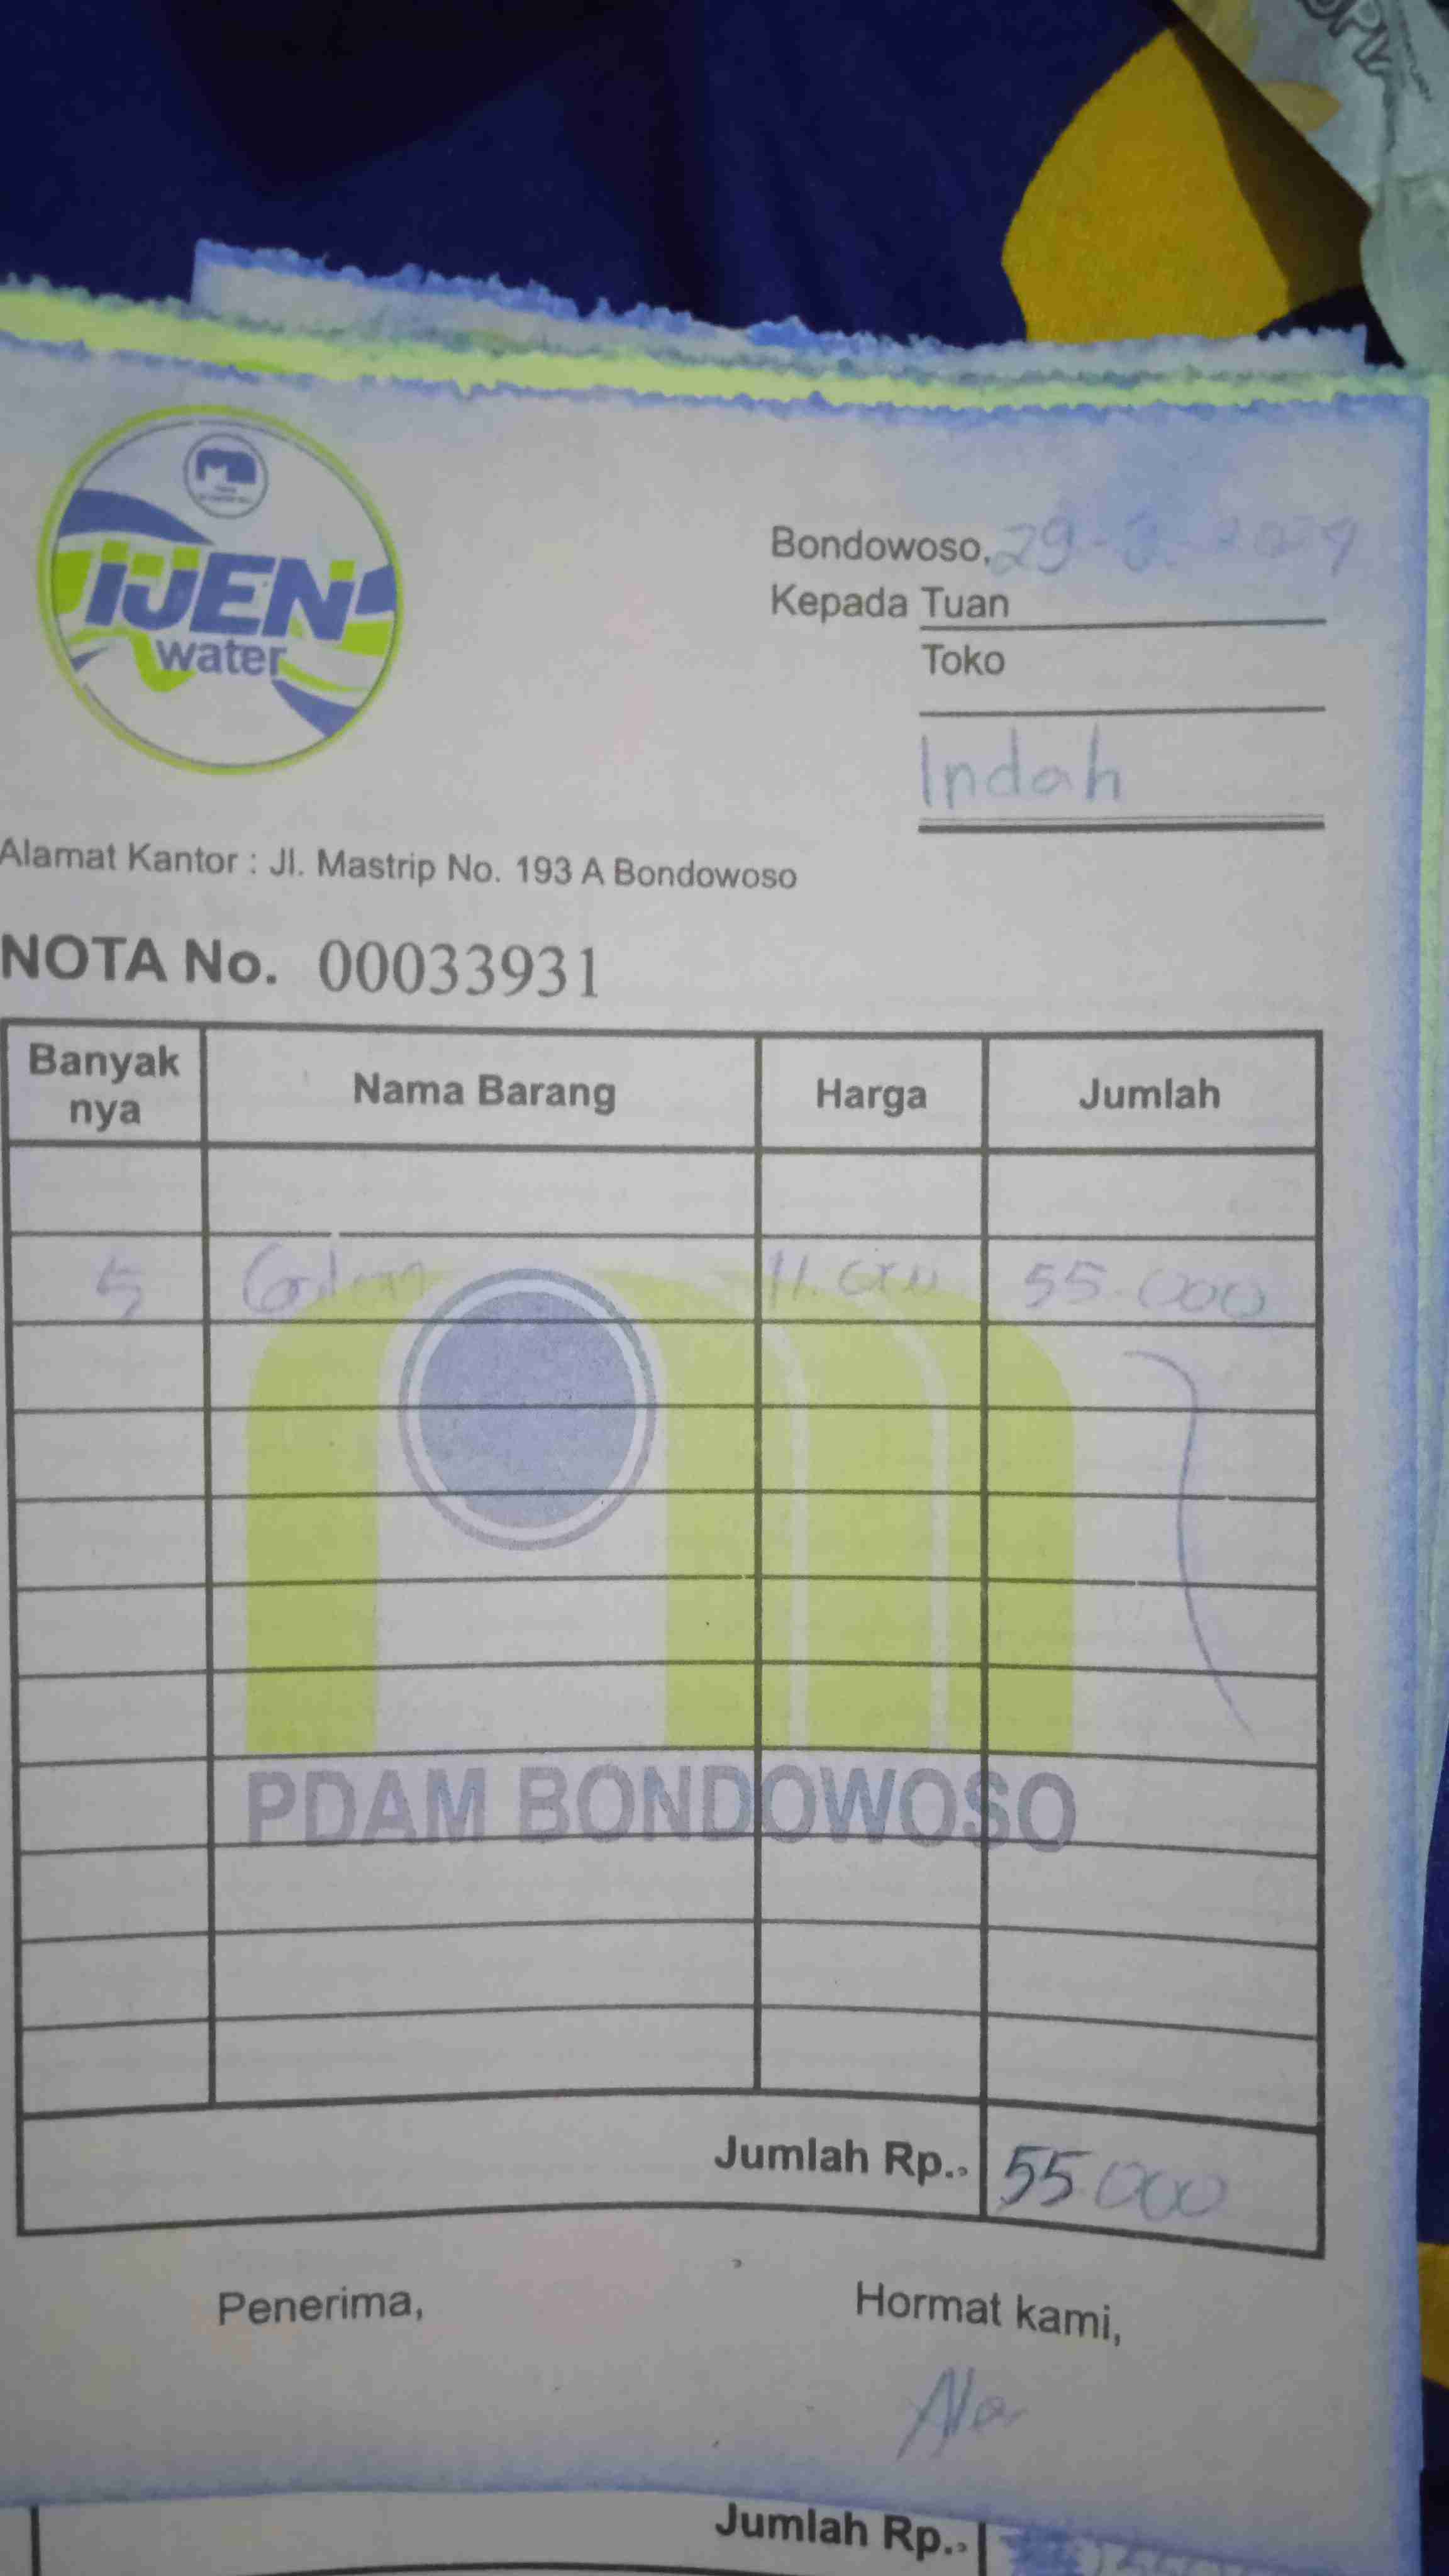 IJEN
water
Bondowoso, 29-3-2024
Kepada Tuan
Toko
Indah
Alamat Kantor : Jl. Mastrip No. 193 A Bondowoso
NOTA No. 00033931
Banyak nya Nama Barang Harga Jumlah
5 Galon 11.000 55.000
PDAM BONDOWOSO
Jumlah Rp.. 55.000
Penerima, Hormat kami,
Jumlah Rp..